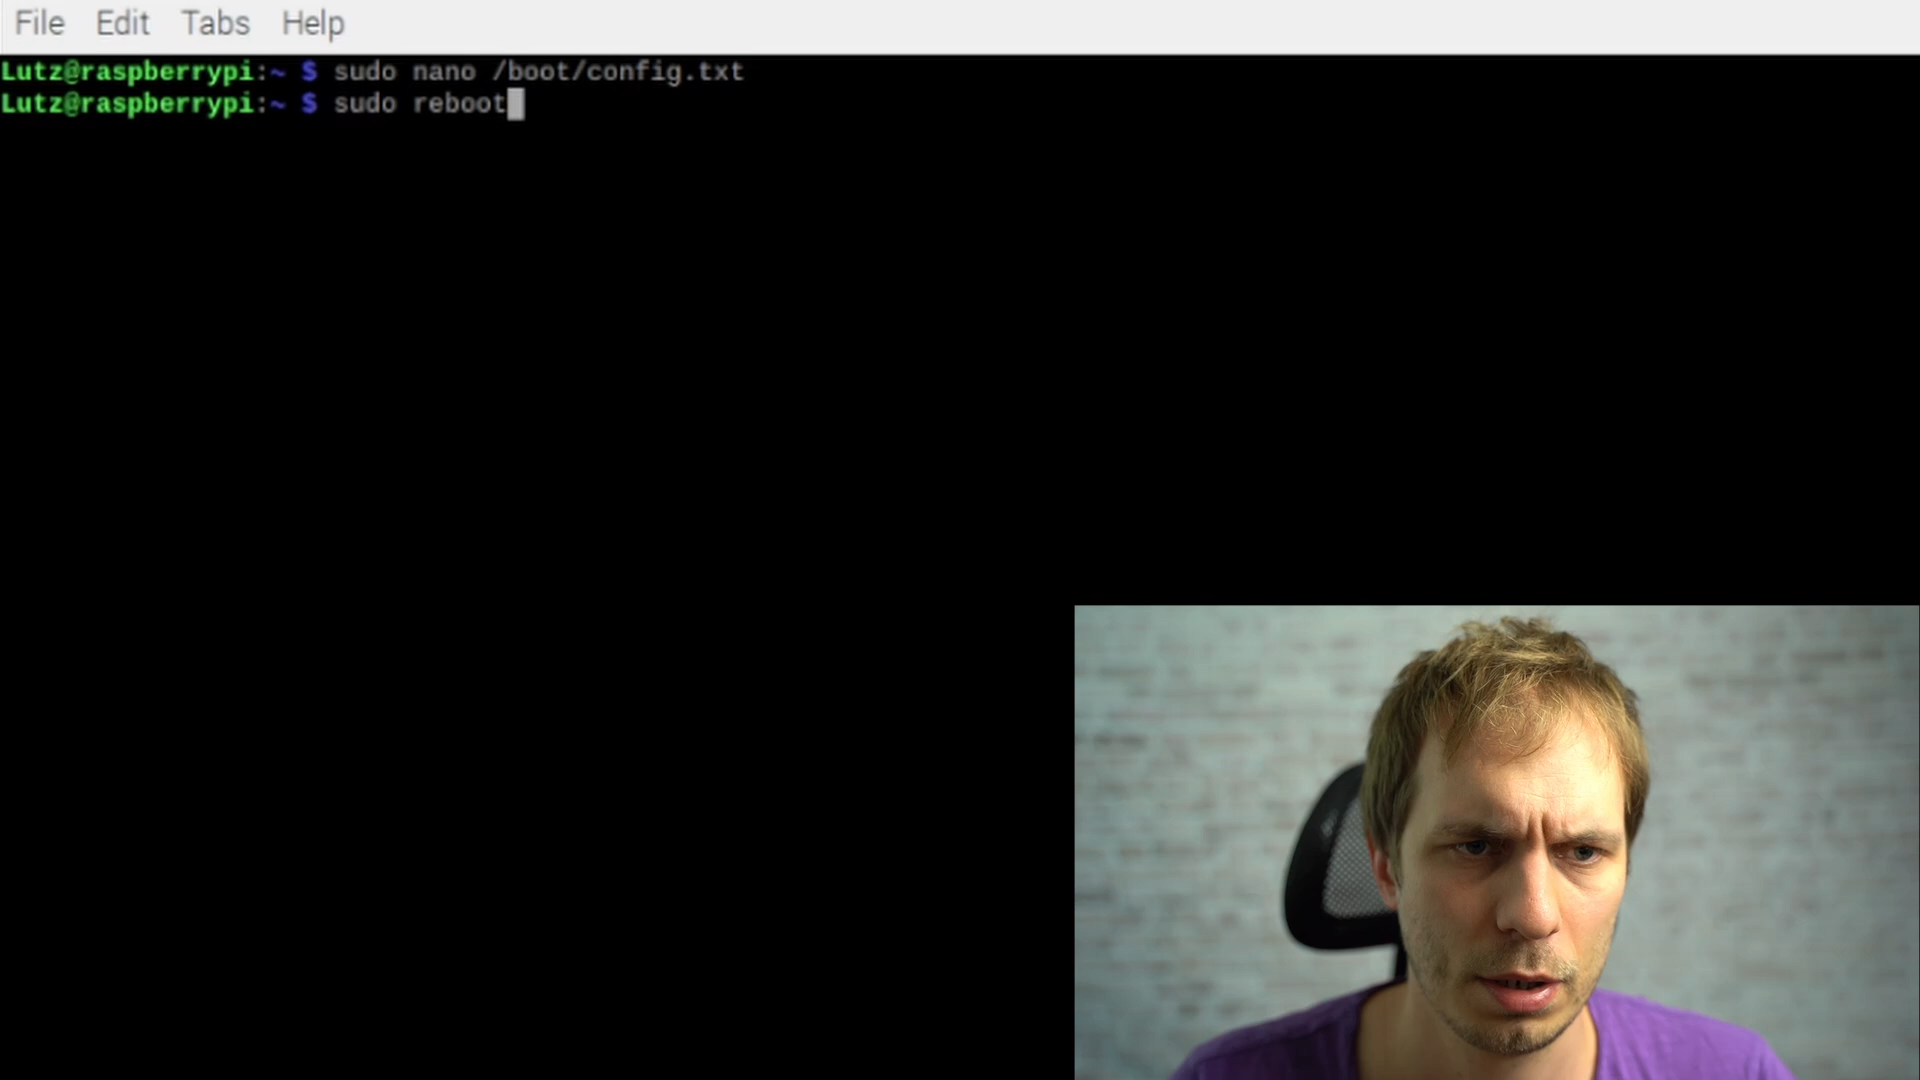 File Edit Tabs Help
Lutz@raspberrypi:~ $ sudo nano /boot/config.txt
Lutz@raspberrypi:~ $ sudo reboot